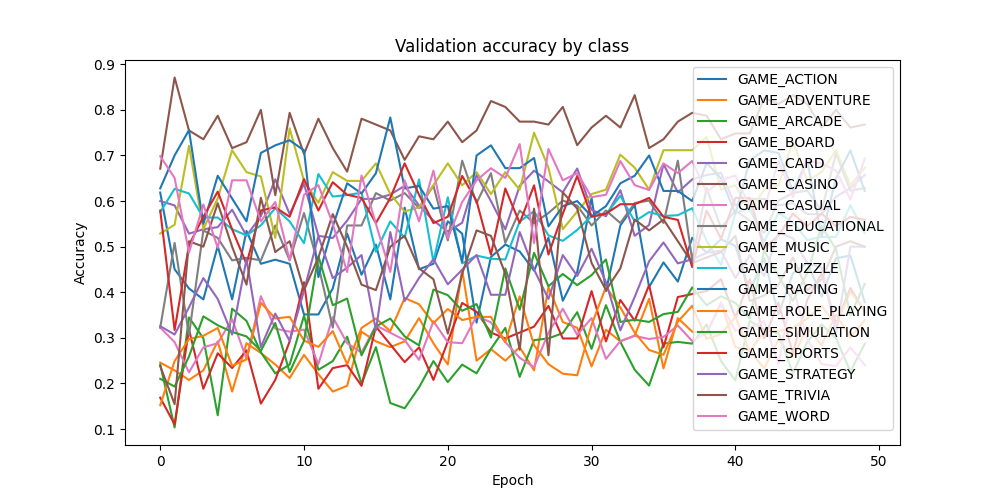 Validation accuracy by class
0.9
0.8
0.7
0.6
0.5
0.4
0.3
0.2
0.1
Accuracy
0
10
20
30
40
50
Epoch
GAME_ACTION
GAME_ADVENTURE
GAME_ARCADE
GAME_BOARD
GAME_CARD
GAME_CASINO
GAME_CASUAL
GAME_EDUCATIONAL
GAME_MUSIC
GAME_PUZZLE
GAME_RACING
GAME_ROLE_PLAYING
GAME_SIMULATION
GAME_SPORTS
GAME_STRATEGY
GAME_TRIVIA
GAME_WORD